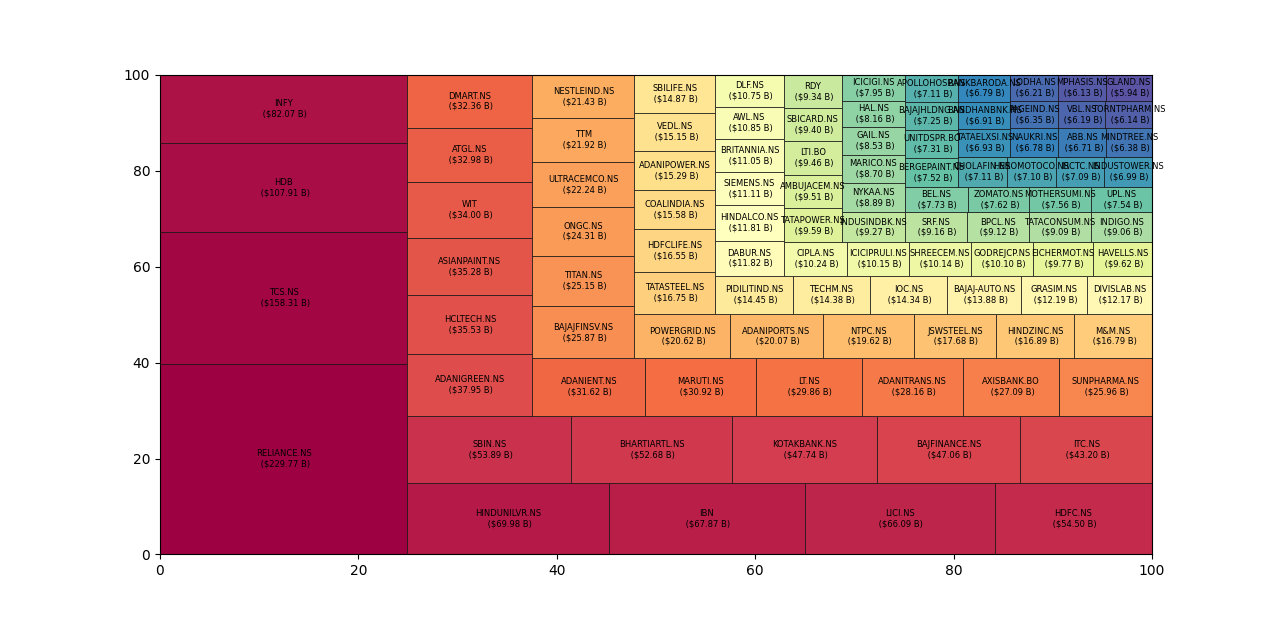 100
80
60
40
20
0
0
20
40
60
80
100
INFY
($82.07 B)
HDB
($107.91 B)
TCS.NS
($158.31 B)
RELIANCE.NS
($229.77 B)
DMART.NS
($32.36 B)
ATGL.NS
($32.98 B)
WIT
($34.00 B)
ASIANPAINT.NS
($35.28 B)
HCLTECH.NS
($35.53 B)
ADANIGREEN.NS
($37.95 B)
NESTLEIND.NS
($21.43 B)
TTM
($21.92 B)
ULTRACEMCO.NS
($22.24 B)
ONGC.NS
($24.31 B)
TITAN.NS
($25.15 B)
BAJAJFINSV.NS
($25.87 B)
SBILIFE.NS
($14.87 B)
VEDL.NS
($15.15 B)
ADANIPOWER.NS
($15.29 B)
COALINDIA.NS
($15.58 B)
HDFCLIFE.NS
($16.55 B)
TATASTEEL.NS
($16.75 B)
DLF.NS
($10.75 B)
AWL.NS
($10.85 B)
BRITANNIA.NS
($11.05 B)
SIEMENS.NS
($11.11 B)
HINDALCO.NS
($11.81 B)
DABUR.NS
($11.82 B)
RDY
($9.34 B)
SBICARD.NS
($9.40 B)
LTI.BO
($9.46 B)
AMBUJACEM.NS
($9.51 B)
TATAPOWER.NS
($9.59 B)
ICICIGI.NS
($7.95 B)
HAL.NS
($8.16 B)
GAIL.NS
($8.53 B)
MARICO.NS
($8.70 B)
NYKAA.NS
($8.89 B)
APOLLOHOSP.NS
($7.11 B)
BAJAJHLDNG.NS
($7.25 B)
UNITDSPR.BO
($7.31 B)
BERGEPAINT.NS
($7.52 B)
BANKBARODA.NS
($6.79 B)
BANDHANBNK.NS
($6.91 B)
TATAELXSI.NS
($6.93 B)
CHOLAFIN.NS
($7.11 B)
LODHA.NS
($6.21 B)
PAGEIND.NS
($6.35 B)
NAUKRI.NS
($6.78 B)
HEROMOTOCO.NS
($7.10 B)
MPHASIS.NS
($6.13 B)
VBL.NS
($6.19 B)
ABB.NS
($6.71 B)
IRCTC.NS
($7.09 B)
GLAND.NS
($5.94 B)
TORNTPHARM.NS
($6.14 B)
MINDTREE.NS
($6.38 B)
INDUSTOWER.NS
($6.99 B)
BEL.NS
($7.73 B)
ZOMATO.NS
($7.62 B)
MOTHERSUMI.NS
($7.56 B)
UPL.NS
($7.54 B)
INDUSINDBK.NS
($9.27 B)
SRF.NS
($9.16 B)
BPCL.NS
($9.12 B)
TATACONSUM.NS
($9.09 B)
INDIGO.NS
($9.06 B)
CIPLA.NS
($10.24 B)
ICICIPRULI.NS
($10.15 B)
SHREECEM.NS
($10.14 B)
GODREJCP.NS
($10.10 B)
EICHERMOT.NS
($9.77 B)
HAVELLS.NS
($9.62 B)
PIDILITIND.NS
($14.45 B)
TECHM.NS
($14.38 B)
IOC.NS
($14.34 B)
BAJAJ-AUTO.NS
($13.88 B)
GRASIM.NS
($12.19 B)
DIVISLAB.NS
($12.17 B)
POWERGRID.NS
($20.62 B)
ADANIPORTS.NS
($20.07 B)
NTPC.NS
($19.62 B)
JSWSTEEL.NS
($17.68 B)
HINDZINC.NS
($16.89 B)
M&M.NS
($16.79 B)
ADANIENT.NS
($31.62 B)
MARUTI.NS
($30.92 B)
LT.NS
($29.86 B)
ADANITRANS.NS
($28.16 B)
AXISBANK.BO
($27.09 B)
SUNPHARMA.NS
($25.96 B)
SBIN.NS
($53.89 B)
BHARTIARTL.NS
($52.68 B)
KOTAKBANK.NS
($47.74 B)
BAJFINANCE.NS
($47.06 B)
ITC.NS
($43.20 B)
HINDUNILVR.NS
($69.98 B)
IBN
($67.87 B)
LICI.NS
($66.09 B)
HDFC.NS
($54.50 B)